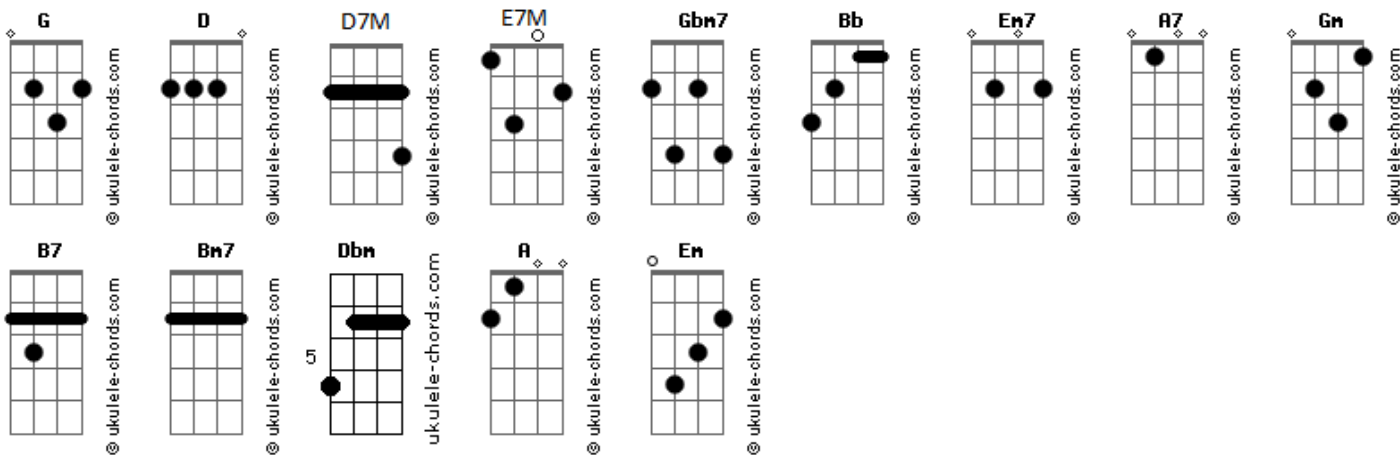 G D D7M E7M Gbm7 Bb Em7 A7 Gm
© ukulele-chords.com © ukulele-chords.com © ukulele-chords.com © ukulele-chords.com © ukulele-chords.com © ukulele-chords.com © ukulele-chords.com © ukulele-chords.com © ukulele-chords.com
B7 Bm7 Dbm A Em
5
© ukulele-chords.com © ukulele-chords.com ukulele-chords.com © ukulele-chords.com © ukulele-chords.com